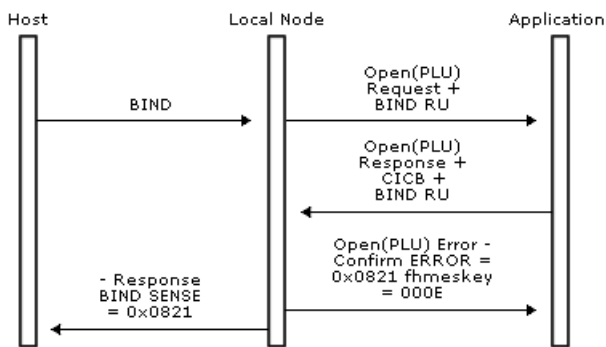 Host
Local Node
Application
BIND
Open(PLU)
Request +
BIND RU
Open(PLU)
Response +
CICB +
BIND RU
Open(PLU) Error -
Confirm ERROR =
0x0821 fhmeskey
= 000E
- Response
BIND SENSE
= 0x0821